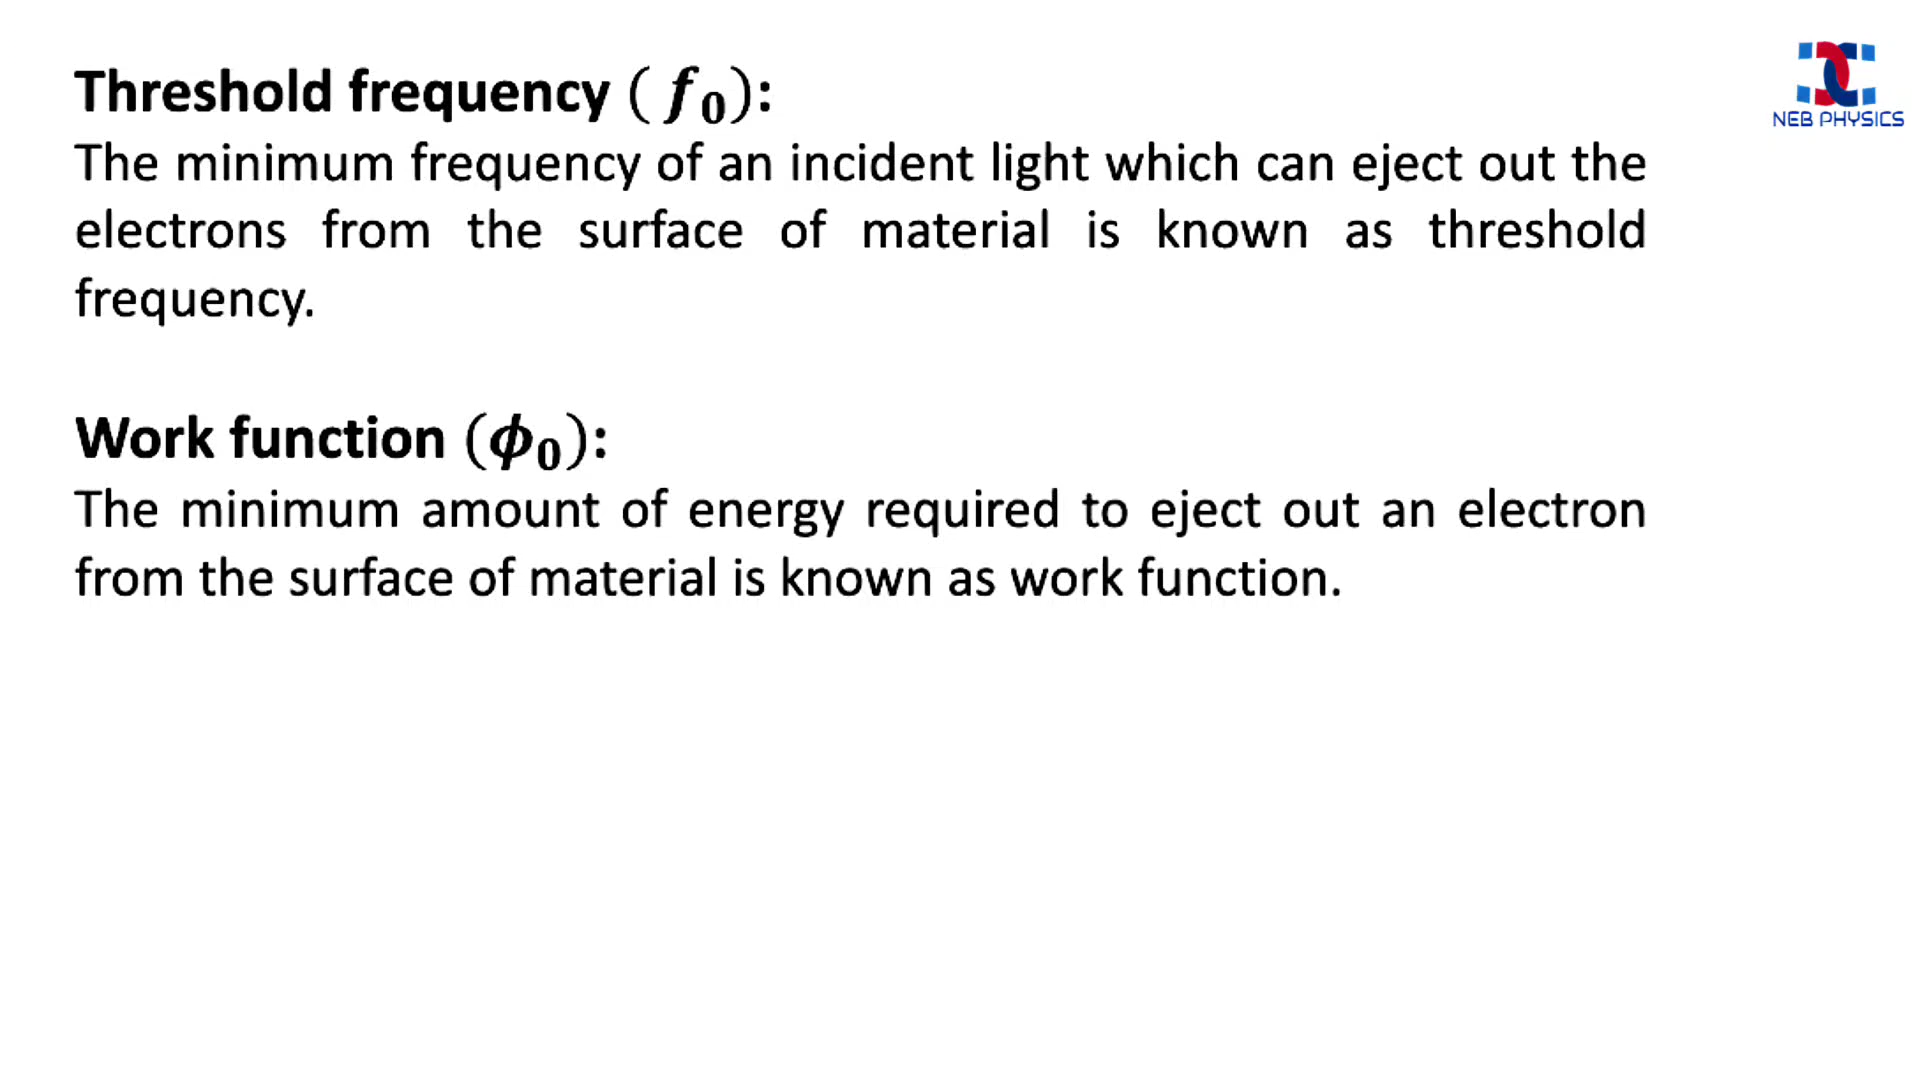 Threshold frequency (f₀):
NEB PHYSICS
The minimum frequency of an incident light which can eject out the
electrons from the surface of material is known as threshold
frequency.
Work function (ϕ₀):
The minimum amount of energy required to eject out an electron
from the surface of material is known as work function.